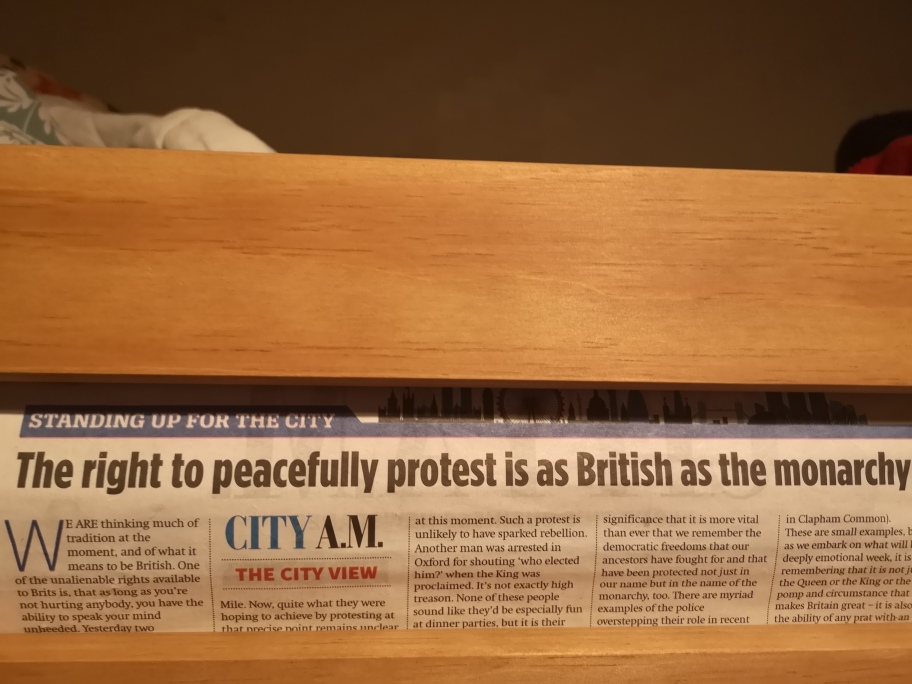 STANDING UP FOR THE CITY
The right to peacefully protest is as British as the monarchy
WE ARE thinking much of
tradition at the
moment, and of what it
means to be British. One
of the unalienable rights available
to Brits is, that as long as you're
not hurting anybody, you have the
ability to speak your mind
unheeded. Yesterday two
CITY A.M.
THE CITY VIEW
Mile. Now, quite what they were
hoping to achieve by protesting at
that precise point remains unclear
at this moment. Such a protest is
unlikely to have sparked rebellion.
Another man was arrested in
Oxford for shouting 'who elected
him?' when the King was
proclaimed. It's not exactly high
treason. None of these people
sound like they'd be especially fun
at dinner parties, but it is their
significance that it is more vital
than ever that we remember the
democratic freedoms that our
ancestors have fought for and that
have been protected not just in
our name but in the name of the
monarchy, too. There are myriad
examples of the police
overstepping their role in recent
in Clapham Common).
These are small examples,
as we embark on what will
deeply emotional week, it is
remembering that it is not
the Queen or the King or the
pomp and circumstance that
makes Britain great – it is also
the ability of any prat with an